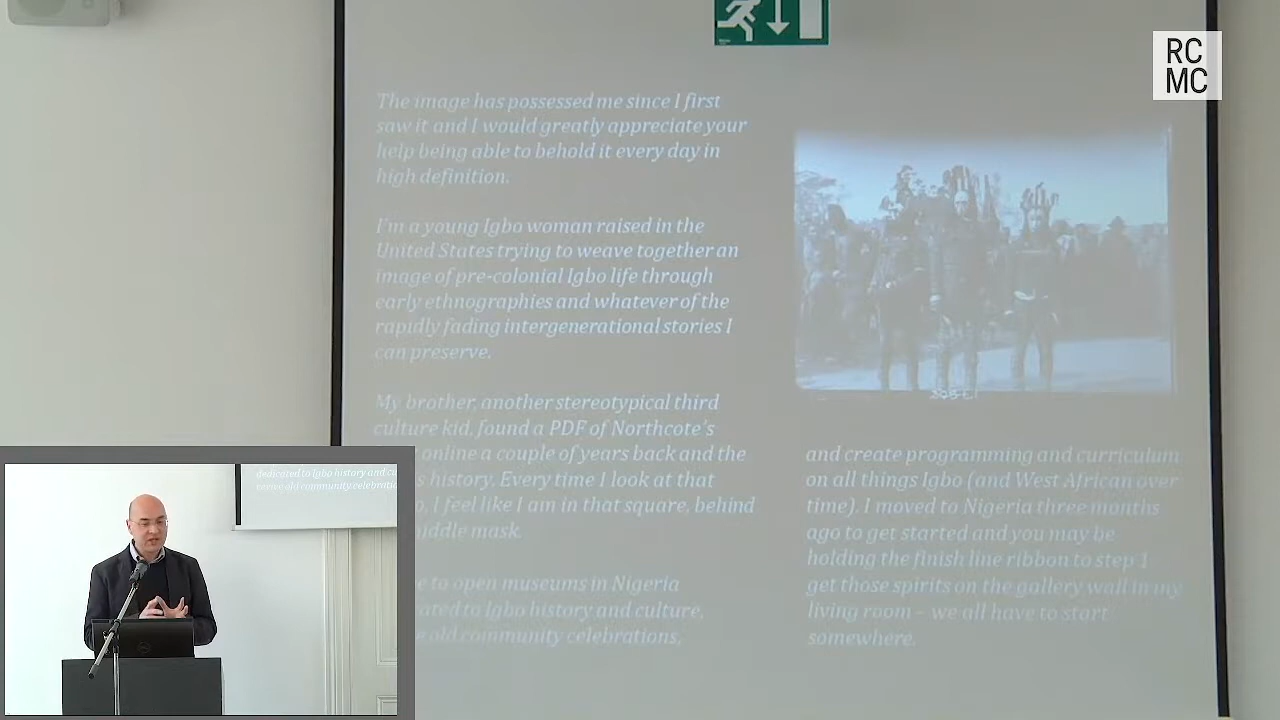 RC
MC
The image has possessed me since I first
saw it and I would greatly appreciate your
help being able to behold it every day in
high definition.
I'm a young Igbo woman raised in the
United States trying to weave together an
image of pre-colonial Igbo life through
early ethnographies and whatever of the
rapidly fading intergenerational stories I
can preserve.
My brother, another stereotypical third
culture kid, found a PDF of Northcote's
online a couple of years back and the
history. Every time I look at that
I feel like I am in that square, behind
mask.
to open museums in Nigeria
to Igbo history and culture,
old community celebrations,
and create programming and curriculum
on all things Igbo (and West African over
time). I moved to Nigeria three months
ago to get started and you may be
holding the finish line ribbon to step 1
get those spirits on the gallery wall in my
living room – we all have to start
somewhere.
dedicated to Igbo history and
old community